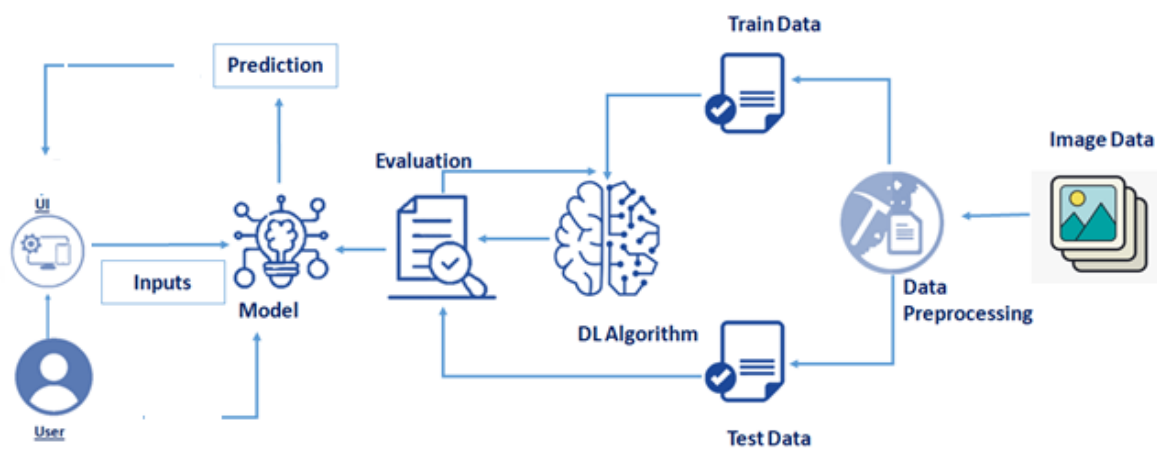 Train Data
Prediction
Image Data
Evaluation
UI
Inputs
Data
Preprocessing
Model
DL Algorithm
User
Test Data